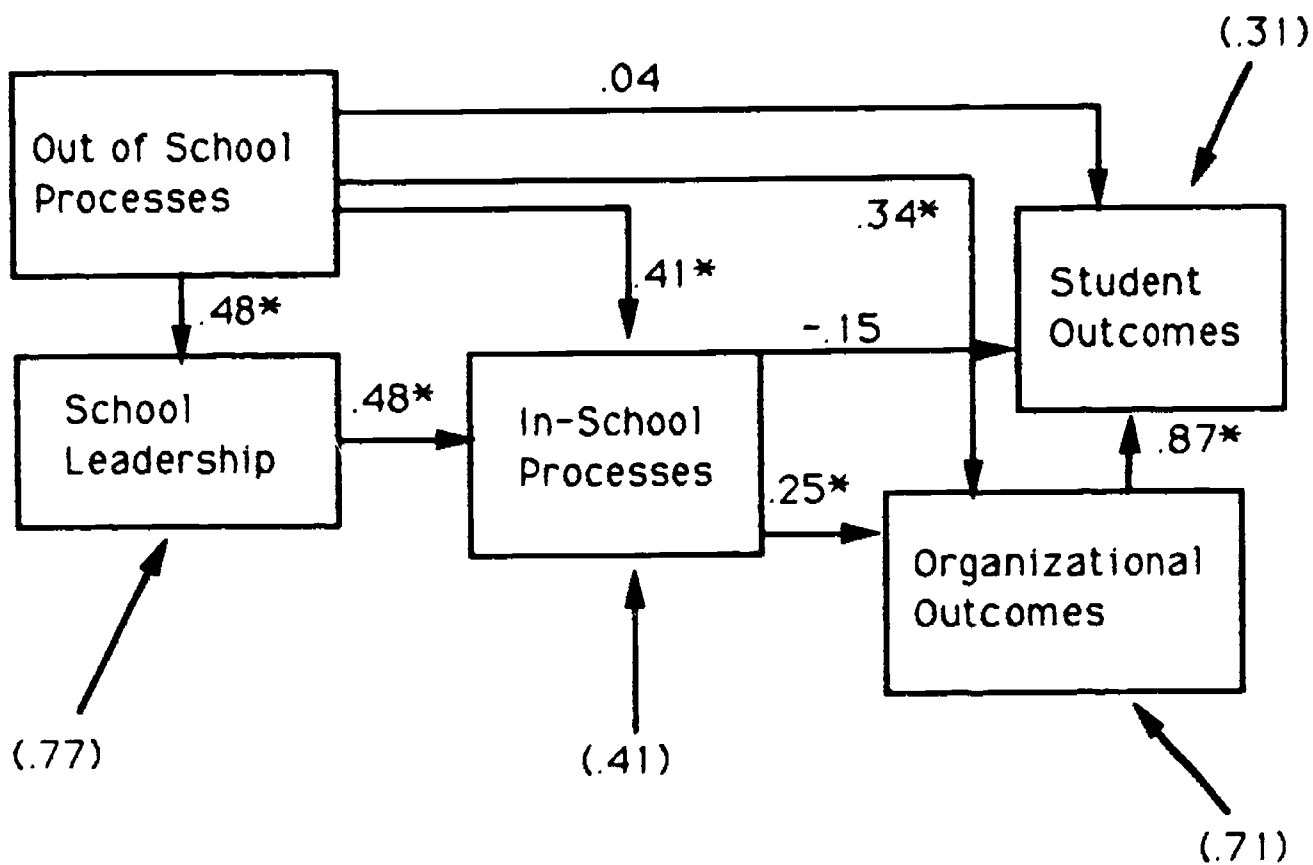 (.31)
.04
Out of School
Processes
.34*
.41*
Student
Outcomes
.48*
-.15
School
Leadership
.48*
In-School
Processes
.87*
.25*
Organizational
Outcomes
(.77)
(.41)
(.71)